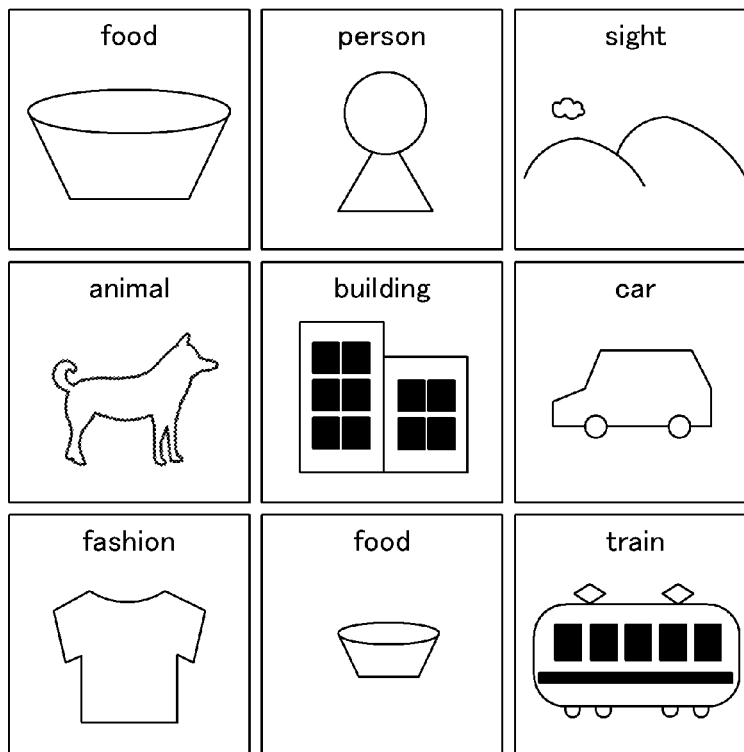 food
person
sight
animal
building
car
fashion
food
train